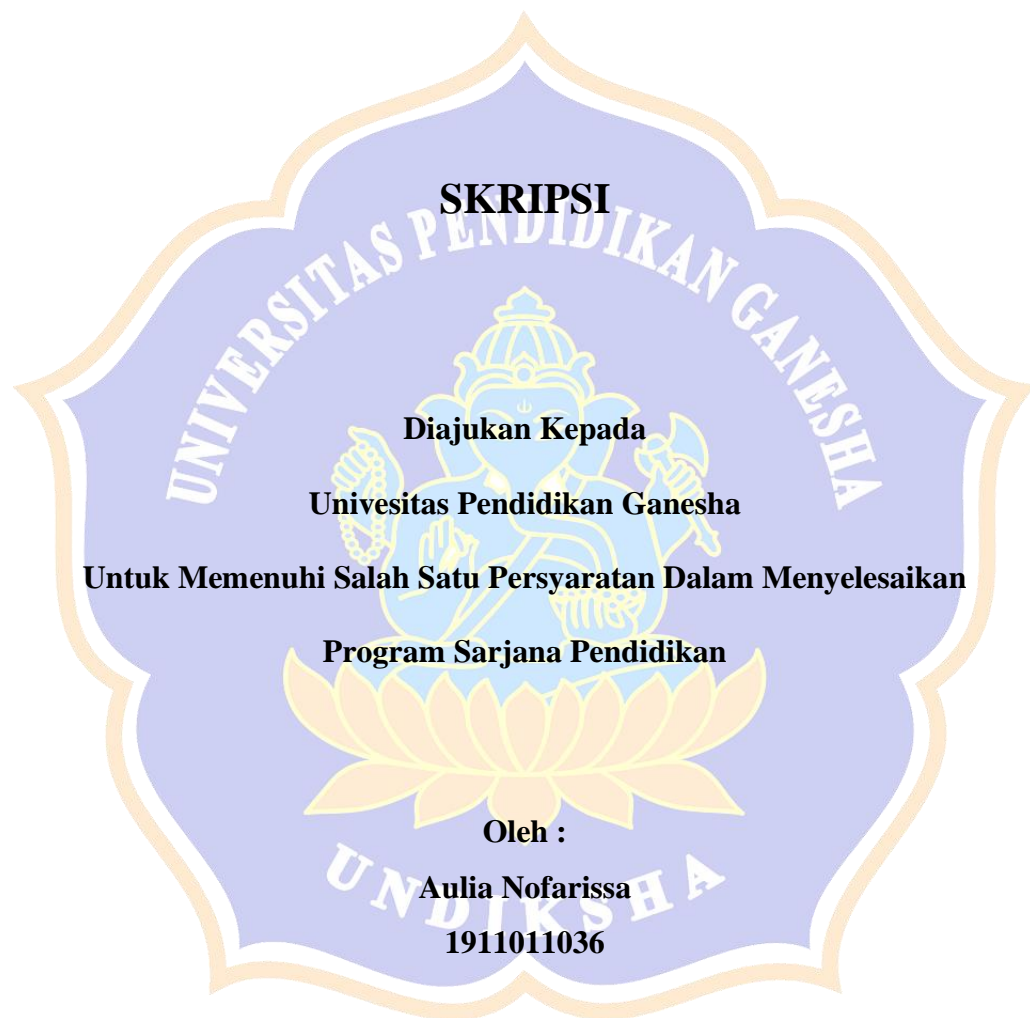 SKRIPSI
UNIVERSITAS PENDIDIKAN GANESHA
Diajukan Kepada
Univesitas Pendidikan Ganesha
Untuk Memenuhi Salah Satu Persyaratan Dalam Menyelesaikan
Program Sarjana Pendidikan
Oleh :
Aulia Nofarissa
1911011036
UNDIKSHA